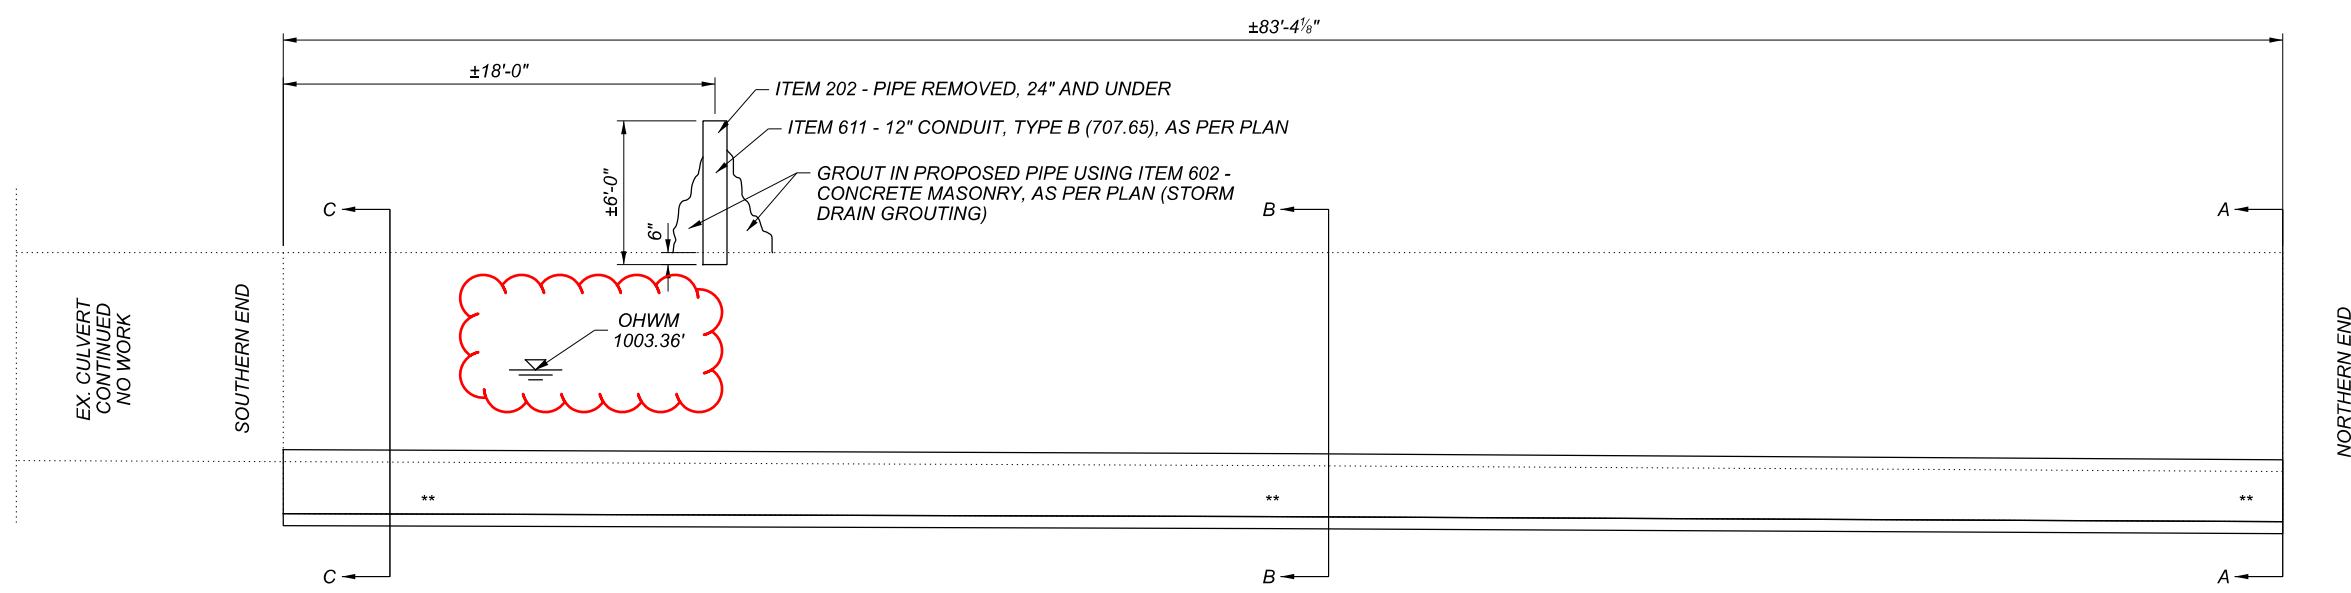 ±83'-4⅛"
±18'-0"
ITEM 202 - PIPE REMOVED, 24" AND UNDER
ITEM 611 - 12" CONDUIT, TYPE B (707.65), AS PER PLAN
GROUT IN PROPOSED PIPE USING ITEM 602 -
CONCRETE MASONRY, AS PER PLAN (STORM
DRAIN GROUTING)
±6'-0"
6"
C
B
A
EX. CULVERT
CONTINUED
NO WORK
SOUTHERN END
OHWM
1003.36'
NORTHERN END
**
**
**
C
B
A